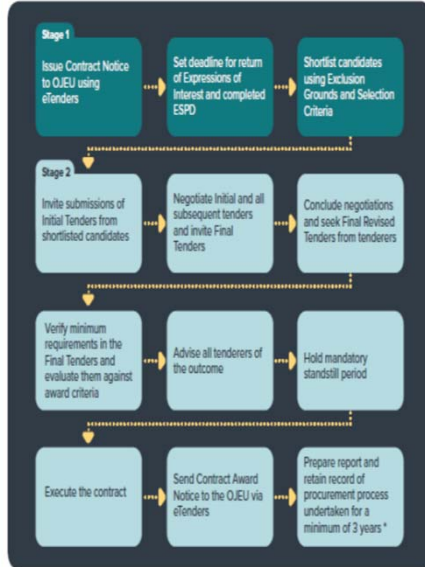 Stage 1
Issue Contract Notice
to OJEU using
eTenders
Set deadline for
return of Expressions
of Interest and completed
ESPD
Shortlist candidates
using Exclusion
Grounds and Selection
Criteria
Stage 2
Invite submissions of
Initial Tenders from
shortlisted candidates
Negotiate Initial and all
subsequent tenders
and invite Final
Tenders
Conclude negotiations
and seek Final Revised
Tenders from tenderers
Verify minimum
requirements in the
Final Tenders and
evaluate them against
award criteria
Advise all tenderers of
the outcome
Hold mandatory
standstill period
Execute the contract
Send Contract Award
Notice to the OJEU via
eTenders
Prepare report and
retain record of
procurement process
undertaken for a
minimum of 3 years *